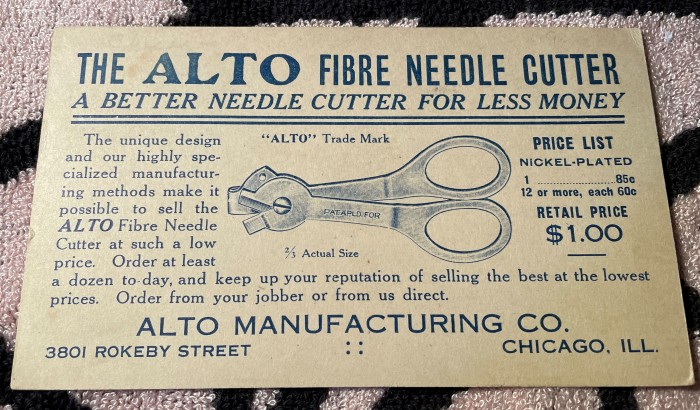 THE ALTO FIBRE NEEDLE CUTTER
A BETTER NEEDLE CUTTER FOR LESS MONEY
The unique design
and our highly spe-
cialized manufactur-
ing methods make it
possible to sell the
ALTO Fibre Needle
Cutter at such a low
price. Order at least
a dozen to-day, and keep up your reputation of selling the best at the lowest
prices. Order from your jobber or from us direct.
"ALTO" Trade Mark
PAT.APLD.FOR
2/3 Actual Size
PRICE LIST
NICKEL-PLATED
1 ........................ 85c
12 or more, each 60c
RETAIL PRICE
$1.00
ALTO MANUFACTURING CO.
3801 ROKEBY STREET :: CHICAGO, ILL.